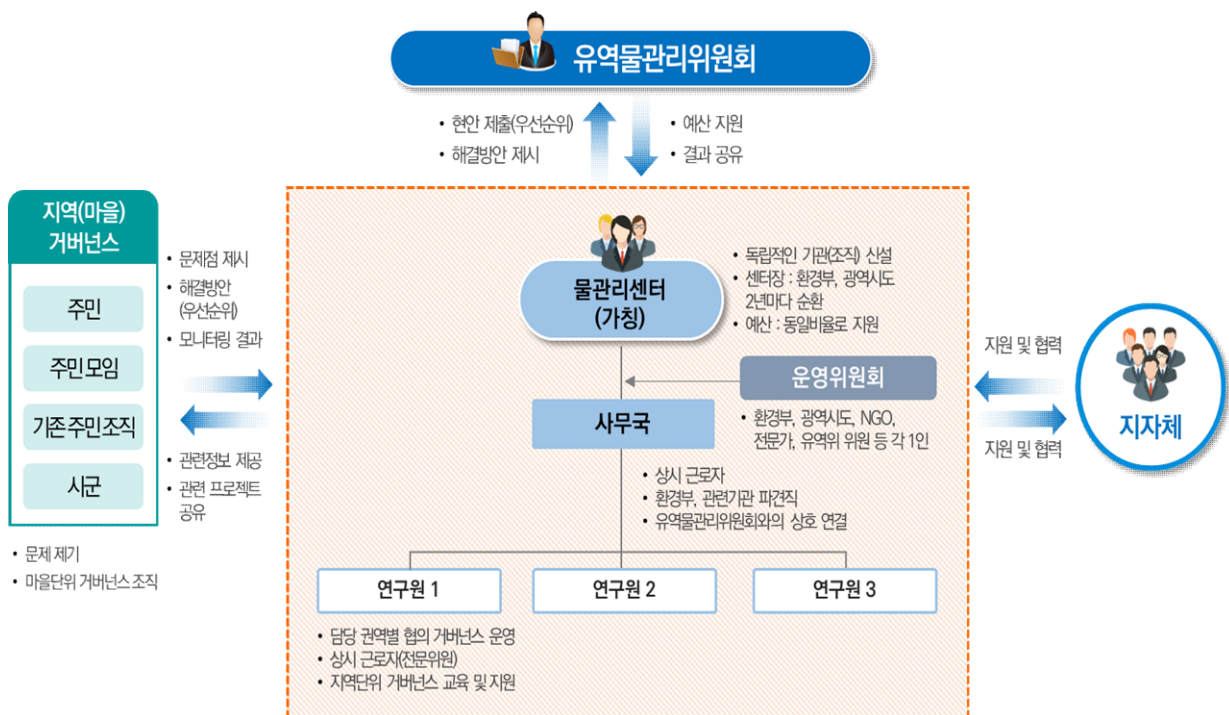 유역물관리위원회
• 현안 제출(우선순위)
• 해결방안 제시
• 예산 지원
• 결과 공유
지역(마을)
거버넌스
주민
주민 모임
기존 주민 조직
시군
• 문제 제기
• 마을단위 거버넌스 조직
• 문제점 제시
• 해결방안
(우선순위)
• 모니터링 결과
• 관련정보 제공
• 관련 프로젝트
공유
물관리센터
(가칭)
• 독립적인 기관(조직) 신설
• 센터장 : 환경부, 광역시도
2년마다 순환
• 예산 : 동일비율로 지원
운영위원회
• 환경부, 광역시도, NGO,
전문가, 유역위 위원 등 각 1인
사무국
• 상시 근로자
• 환경부, 관련기관 파견직
• 유역물관리위원회와의 상호 연결
연구원 1
연구원 2
연구원 3
• 담당 권역별 협의 거버넌스 운영
• 상시 근로자(전문위원)
• 지역단위 거버넌스 교육 및 지원
지원 및 협력
지원 및 협력
지자체